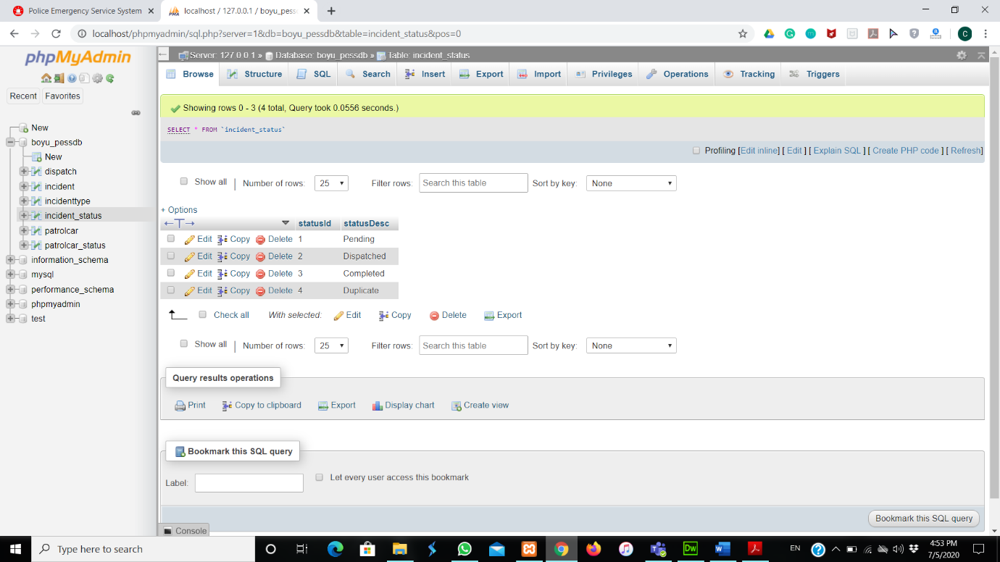 Police Emergency Service System
localhost / 127.0.0.1 / boyu_pess
localhost/phpmyadmin/sql.php?server=1&db=boyu_pessdb&table=incident_status&pos=0
C
phpMyAdmin
Recent Favorites
New
boyu_pessdb
New
dispatch
incident
incidenttype
incident_status
patrolcar
patrolcar_status
information_schema
mysql
performance_schema
phpmyadmin
test
Server: 127.0.0.1 » Database: boyu_pessdb » Table: incident_status
Browse Structure SQL Search Insert Export Import Privileges Operations Tracking Triggers
Showing rows 0 - 3 (4 total, Query took 0.0556 seconds.)
SELECT * FROM `incident_status`
Profiling [Edit inline] [ Edit ] [ Explain SQL ] [ Create PHP code ] [ Refresh]
Show all | Number of rows: 25 Filter rows: Search this table Sort by key: None
+ Options
←T→ statusId statusDesc
Edit Copy Delete 1 Pending
Edit Copy Delete 2 Dispatched
Edit Copy Delete 3 Completed
Edit Copy Delete 4 Duplicate
Check all With selected: Edit Copy Delete Export
Show all | Number of rows: 25 Filter rows: Search this table Sort by key: None
Query results operations
Print Copy to clipboard Export Display chart Create view
Bookmark this SQL query
Label: Let every user access this bookmark
Bookmark this SQL query
Console
Type here to search
Dw
EN
4:53 PM
7/5/2020